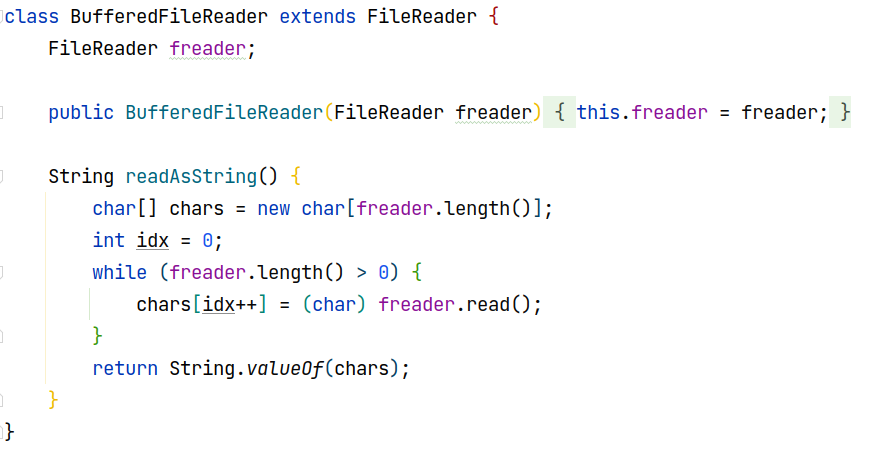 class BufferedFileReader extends FileReader {
    FileReader freader;
    public BufferedFileReader(FileReader freader) { this.freader = freader; }
    String readAsString() {
        char[] chars = new char[freader.length()];
        int idx = 0;
        while (freader.length() > 0) {
            chars[idx++] = (char) freader.read();
        }
        return String.valueOf(chars);
    }
}